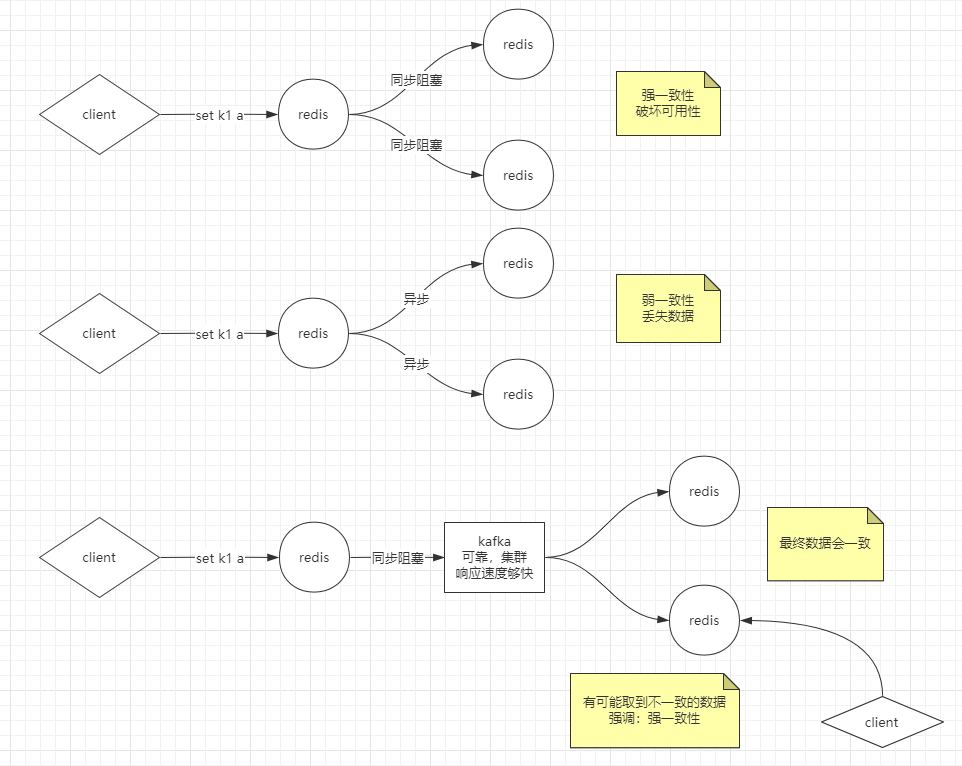 redis
同步阻塞
client
set k1 a
redis
强一致性
破坏可用性
同步阻塞
redis
redis
异步
client
set k1 a
redis
弱一致性
丢失数据
异步
redis
redis
client
set k1 a
redis
同步阻塞
kafka
可靠，集群
响应速度够快
最终数据会一致
redis
有可能取到不一致的数据
强调：强一致性
client